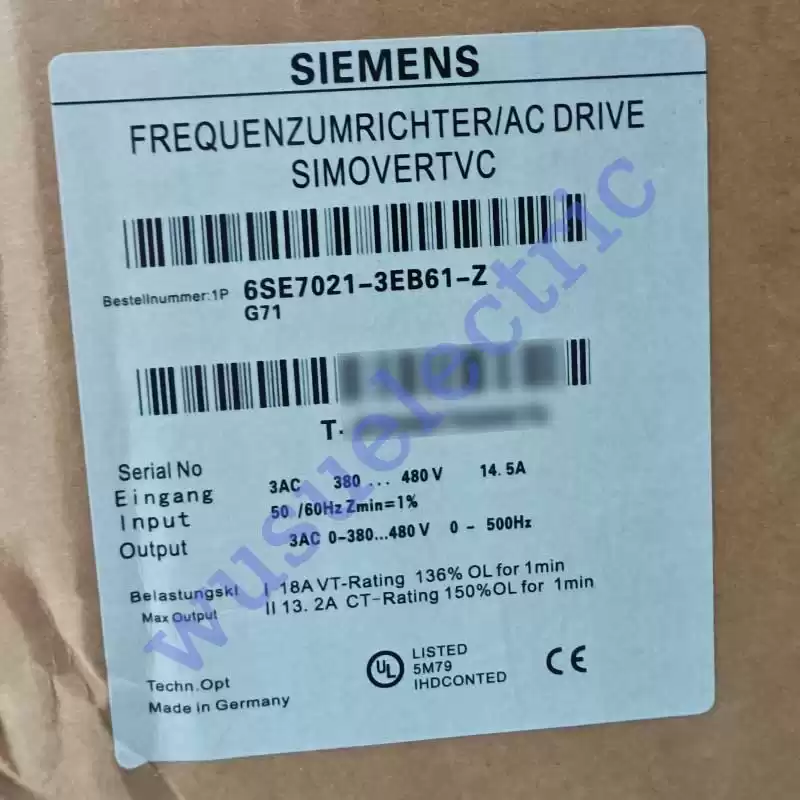 SIEMENS
FREQUENZUMRICHTER/AC DRIVE
SIMOVERTVC
Bestellnummer:1P 6SE7021-3EB61-Z
G71
T-
Serial No
Eingang 3AC 380 ... 480 V 14.5A
Input 50 /60Hz Zmin=1%
Output 3AC 0-380...480 V 0 - 500Hz
Belastungskl I 18A VT-Rating 136% OL for 1min
Max Output II 13. 2A CT-Rating 150%OL for 1min
UL LISTED
5M79
IHDCONTED
CE
Techn.Opt
Made in Germany
wusuelectric